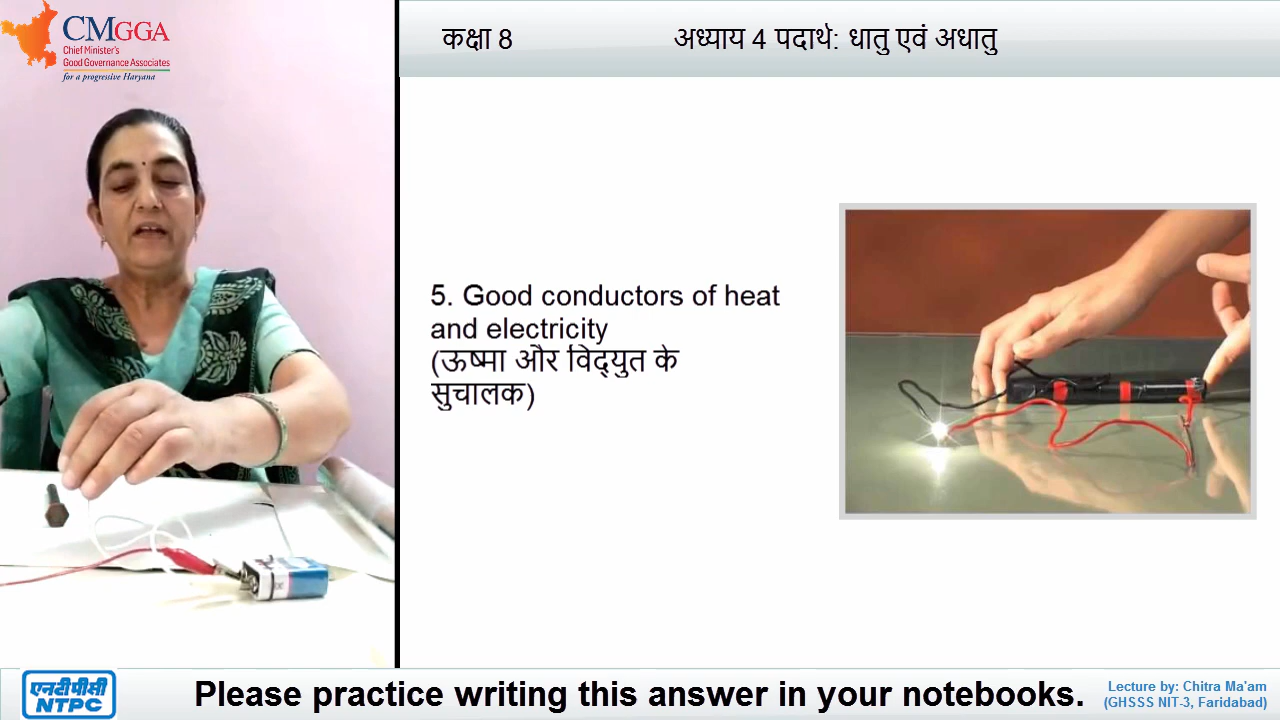 CMGGA
Chief Minister's
Good Governance Associates
for a progressive Haryana
कक्षा 8
अध्याय 4 पदार्थ: धातु एवं अधातु
5. Good conductors of heat
and electricity
(ऊष्मा और विद्युत के
सुचालक)
एनटीपीसी
NTPC
Please practice writing this answer in your notebooks.
Lecture by: Chitra Ma'am
(GHSSS NIT-3, Faridabad)